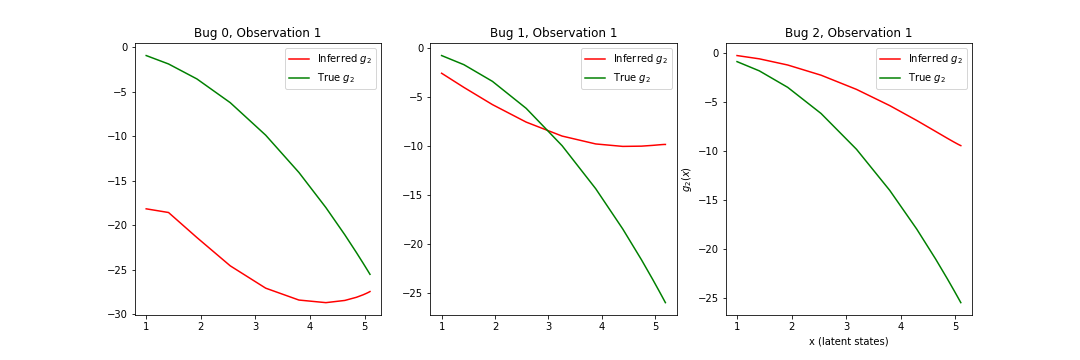 Bug 0, Observation 1
Inferred g₂
True g₂
0
−5
−10
−15
−20
−25
−30
1 2 3 4 5
Bug 1, Observation 1
Inferred g₂
True g₂
0
−5
−10
−15
−20
−25
1 2 3 4 5
Bug 2, Observation 1
Inferred g₂
True g₂
g₂(x)
0
−5
−10
−15
−20
−25
1 2 3 4 5
x (latent states)